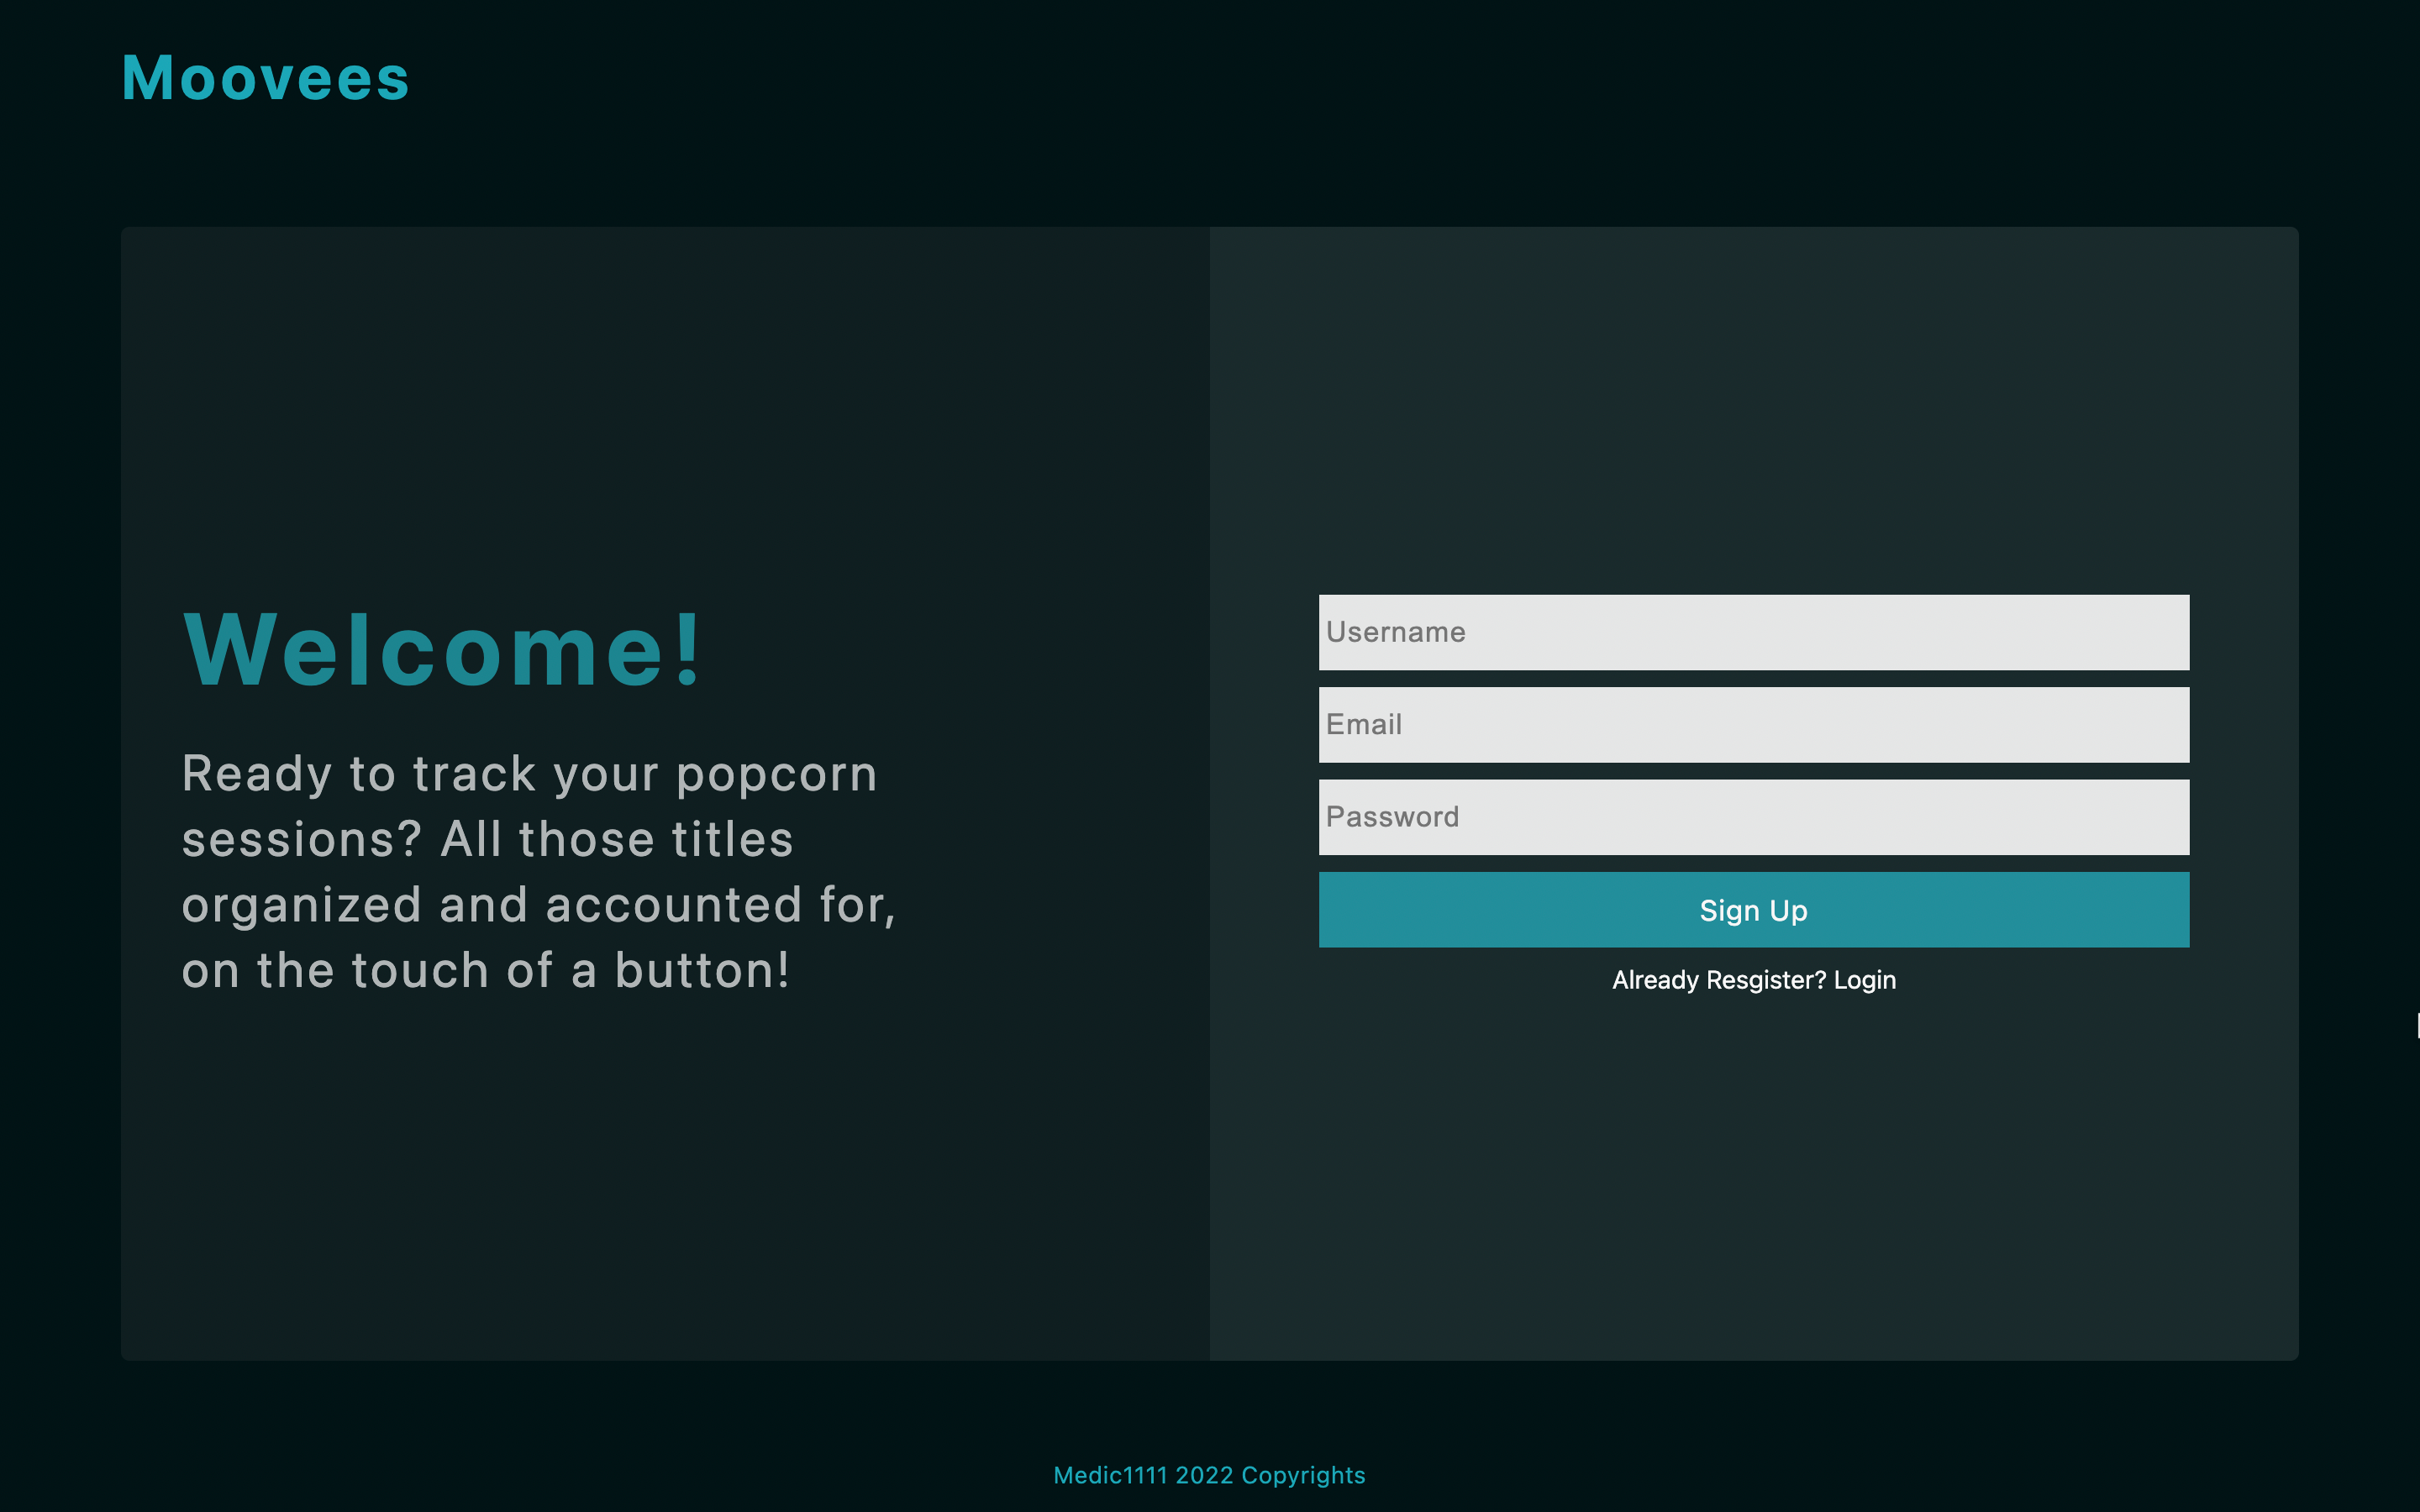 Moovees
Welcome!
Ready to track your popcorn
sessions? All those titles
organized and accounted for,
on the touch of a button!
Username
Email
Password
Sign Up
Already Resgister? Login
Medic1111 2022 Copyrights